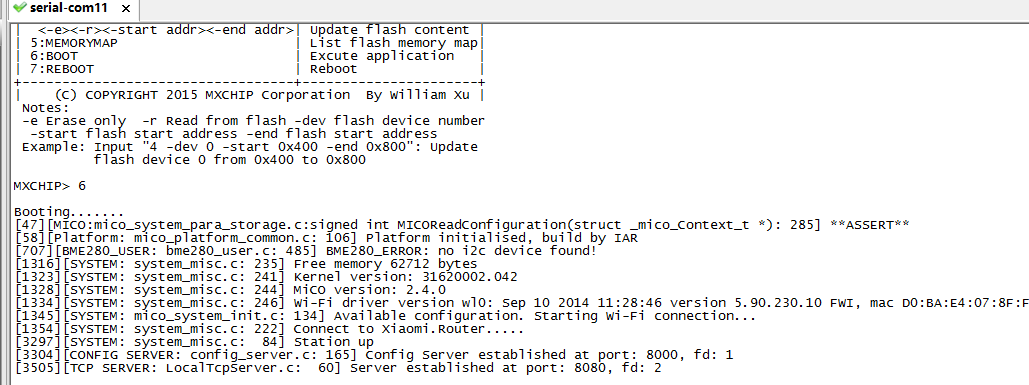 serial-com11 ×
| <-e><-r><-start addr><-end addr>| Update flash content |
| 5:MEMORYMAP | List flash memory map|
| 6:BOOT | Excute application |
| 7:REBOOT | Reboot |
+----------------------------------+----------------------+
| (C) COPYRIGHT 2015 MXCHIP Corporation By William Xu |
Notes:
-e Erase only -r Read from flash -dev flash device number
-start flash start address -end flash start address
Example: Input "4 -dev 0 -start 0x400 -end 0x800": Update
flash device 0 from 0x400 to 0x800
MXCHIP> 6
Booting.......
[47][MICO:mico_system_para_storage.c:signed int MICOReadConfiguration(struct _mico_Context_t *): 285] **ASSERT**
[58][Platform: mico_platform_common.c: 106] Platform initialised, build by IAR
[707][BME280_USER: bme280_user.c: 485] BME280_ERROR: no i2c device found!
[1316][SYSTEM: system_misc.c: 235] Free memory 62712 bytes
[1323][SYSTEM: system_misc.c: 241] Kernel version: 31620002.042
[1328][SYSTEM: system_misc.c: 244] MiCO version: 2.4.0
[1334][SYSTEM: system_misc.c: 246] Wi-Fi driver version wl0: Sep 10 2014 11:28:46 version 5.90.230.10 FWI, mac D0:BA:E4:07:8F:F
[1345][SYSTEM: mico_system_init.c: 134] Available configuration. Starting Wi-Fi connection...
[1354][SYSTEM: system_misc.c: 222] Connect to Xiaomi.Router.....
[3297][SYSTEM: system_misc.c: 84] Station up
[3304][CONFIG SERVER: config_server.c: 165] Config Server established at port: 8000, fd: 1
[3505][TCP SERVER: LocalTcpServer.c: 60] Server established at port: 8080, fd: 2